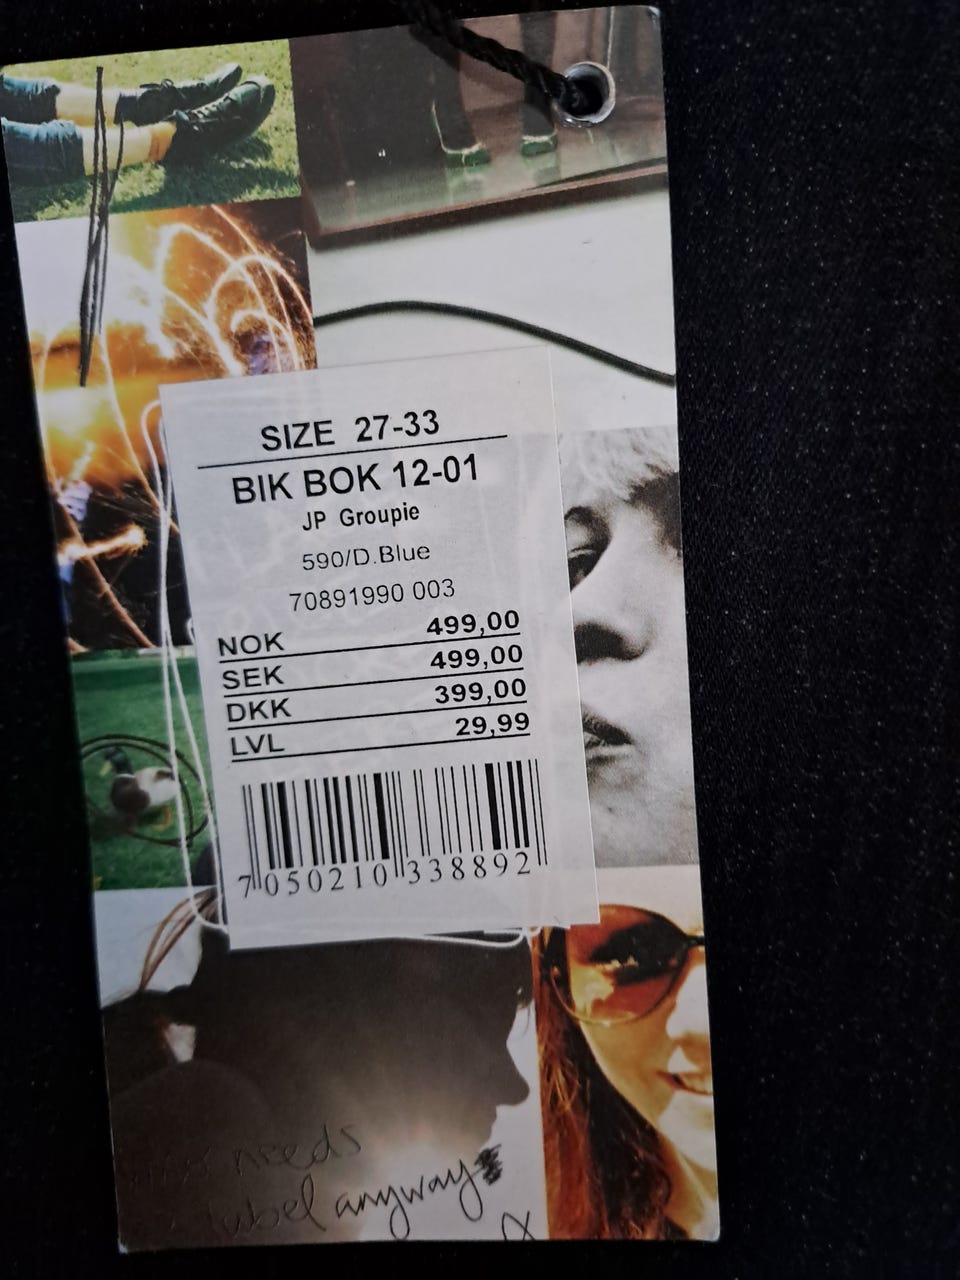 SIZE 27-33
BIK BOK 12-01
JP Groupie
590/D.Blue
70891990 003
NOK 499,00
SEK 499,00
DKK 399,00
LVL 29,99
7 050210 338892
needs
label anyway
X